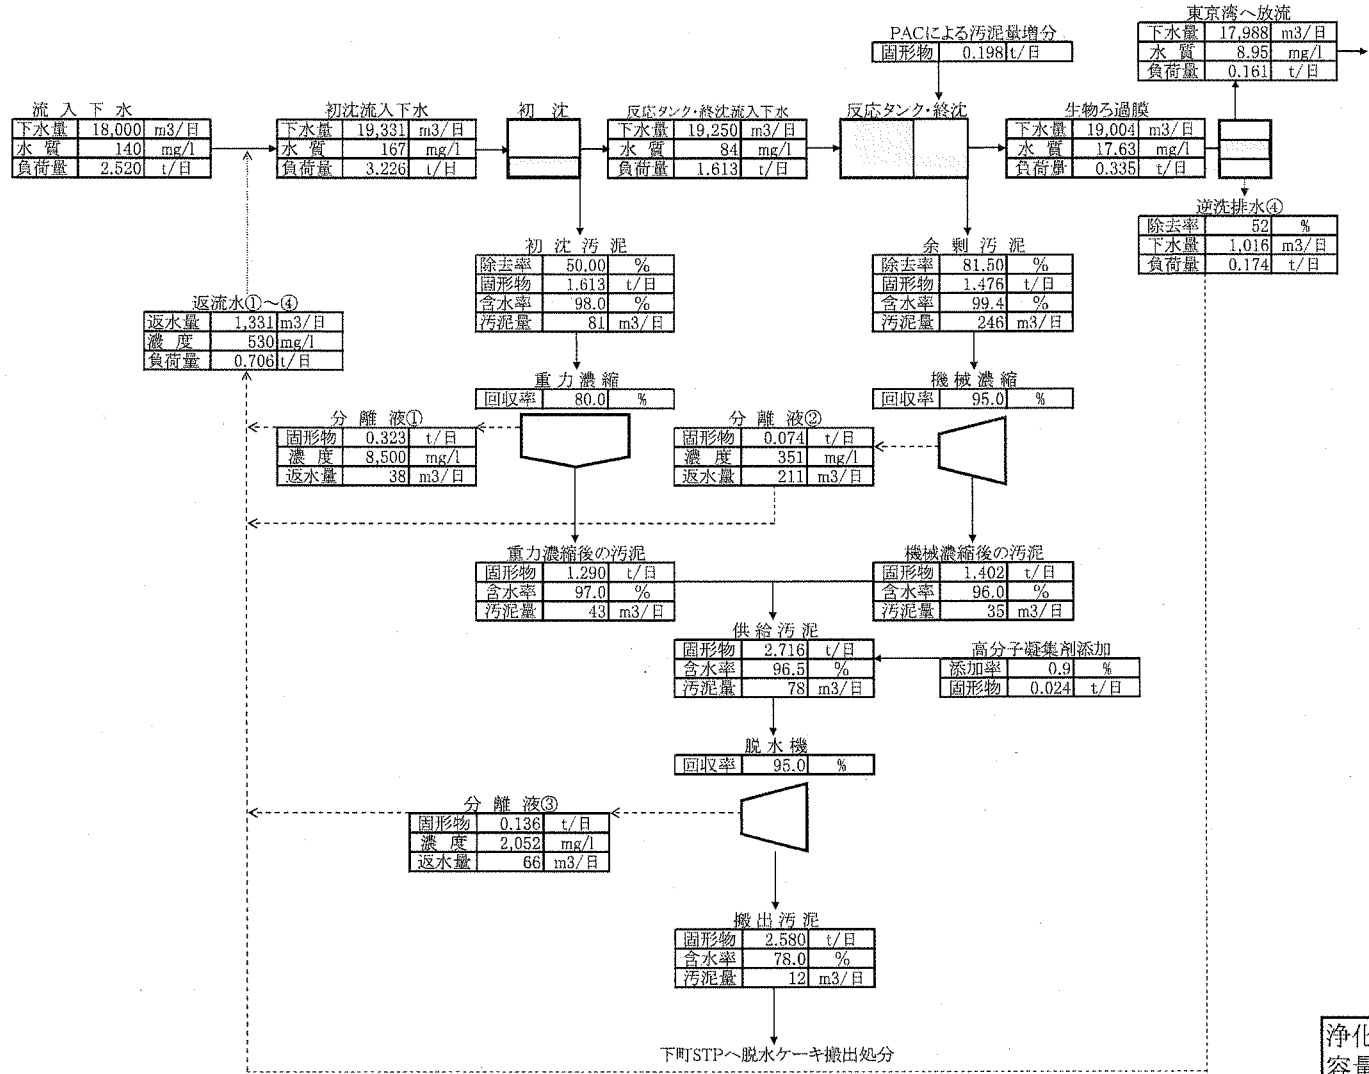 東京湾へ放流
下水量 17,988 m3/日
水 質 8.95 mg/l
負荷量 0.161 t/日
PACによる汚泥量増分
固形物 0.198 t/日
流 入 下 水
下水量 18,000 m3/日
水 質 140 mg/l
負荷量 2.520 t/日
初沈流入下水
下水量 19,331 m3/日
水 質 167 mg/l
負荷量 3.226 t/日
初 沈
反応タンク・終沈流入下水
下水量 19,250 m3/日
水 質 84 mg/l
負荷量 1.613 t/日
反応タンク・終沈
生物ろ過膜
下水量 19,004 m3/日
水 質 17.63 mg/l
負荷量 0.335 t/日
逆洗排水④
除去率 52 %
下水量 1,016 m3/日
負荷量 0.174 t/日
初 沈 汚 泥
除去率 50.00 %
固形物 1.613 t/日
含水率 98.0 %
汚泥量 81 m3/日
余 剰 汚 泥
除去率 81.50 %
固形物 1.476 t/日
含水率 99.4 %
汚泥量 246 m3/日
返流水①～④
返水量 1,331 m3/日
濃 度 530 mg/l
負荷量 0.706 t/日
重 力 濃 縮
回収率 80.0 %
機 械 濃 縮
回収率 95.0 %
分 離 液①
固形物 0.323 t/日
濃 度 8,500 mg/l
返水量 38 m3/日
分 離 液②
固形物 0.074 t/日
濃 度 351 mg/l
返水量 211 m3/日
重力濃縮後の汚泥
固形物 1.290 t/日
含水率 97.0 %
汚泥量 43 m3/日
機械濃縮後の汚泥
固形物 1.402 t/日
含水率 96.0 %
汚泥量 35 m3/日
供 給 汚 泥
固形物 2.716 t/日
含水率 96.5 %
汚泥量 78 m3/日
高分子凝集剤添加
添加率 0.9 %
固形物 0.024 t/日
脱 水 機
回収率 95.0 %
分 離 液③
固形物 0.136 t/日
濃 度 2,052 mg/l
返水量 66 m3/日
搬 出 汚 泥
固形物 2.580 t/日
含水率 78.0 %
汚泥量 12 m3/日
下町STPへ脱水ケーキ搬出処分
浄化
容量